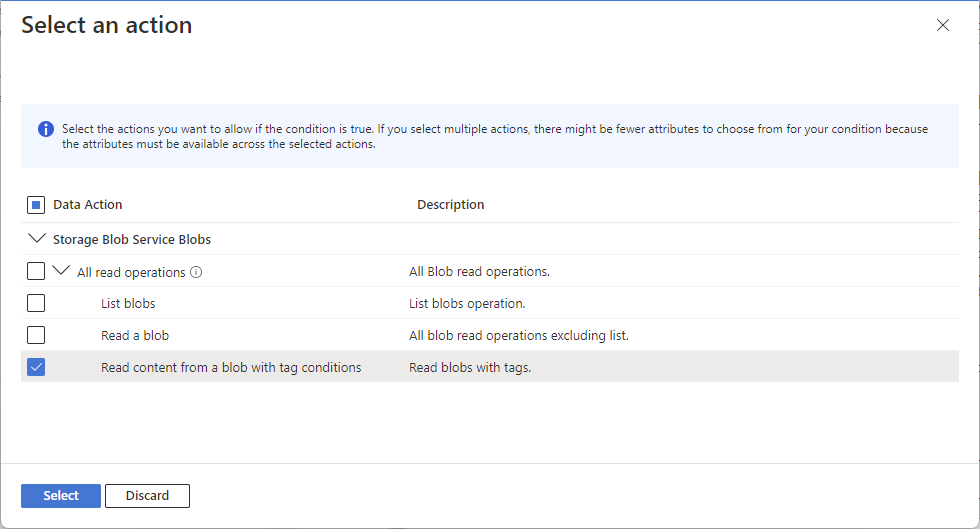 Select an action
Select the actions you want to allow if the condition is true. If you select multiple actions, there might be fewer attributes to choose from for your condition because
the attributes must be available across the selected actions.
Data Action Description
Storage Blob Service Blobs
All read operations All Blob read operations.
List blobs List blobs operation.
Read a blob All blob read operations excluding list.
Read content from a blob with tag conditions Read blobs with tags.
Select Discard